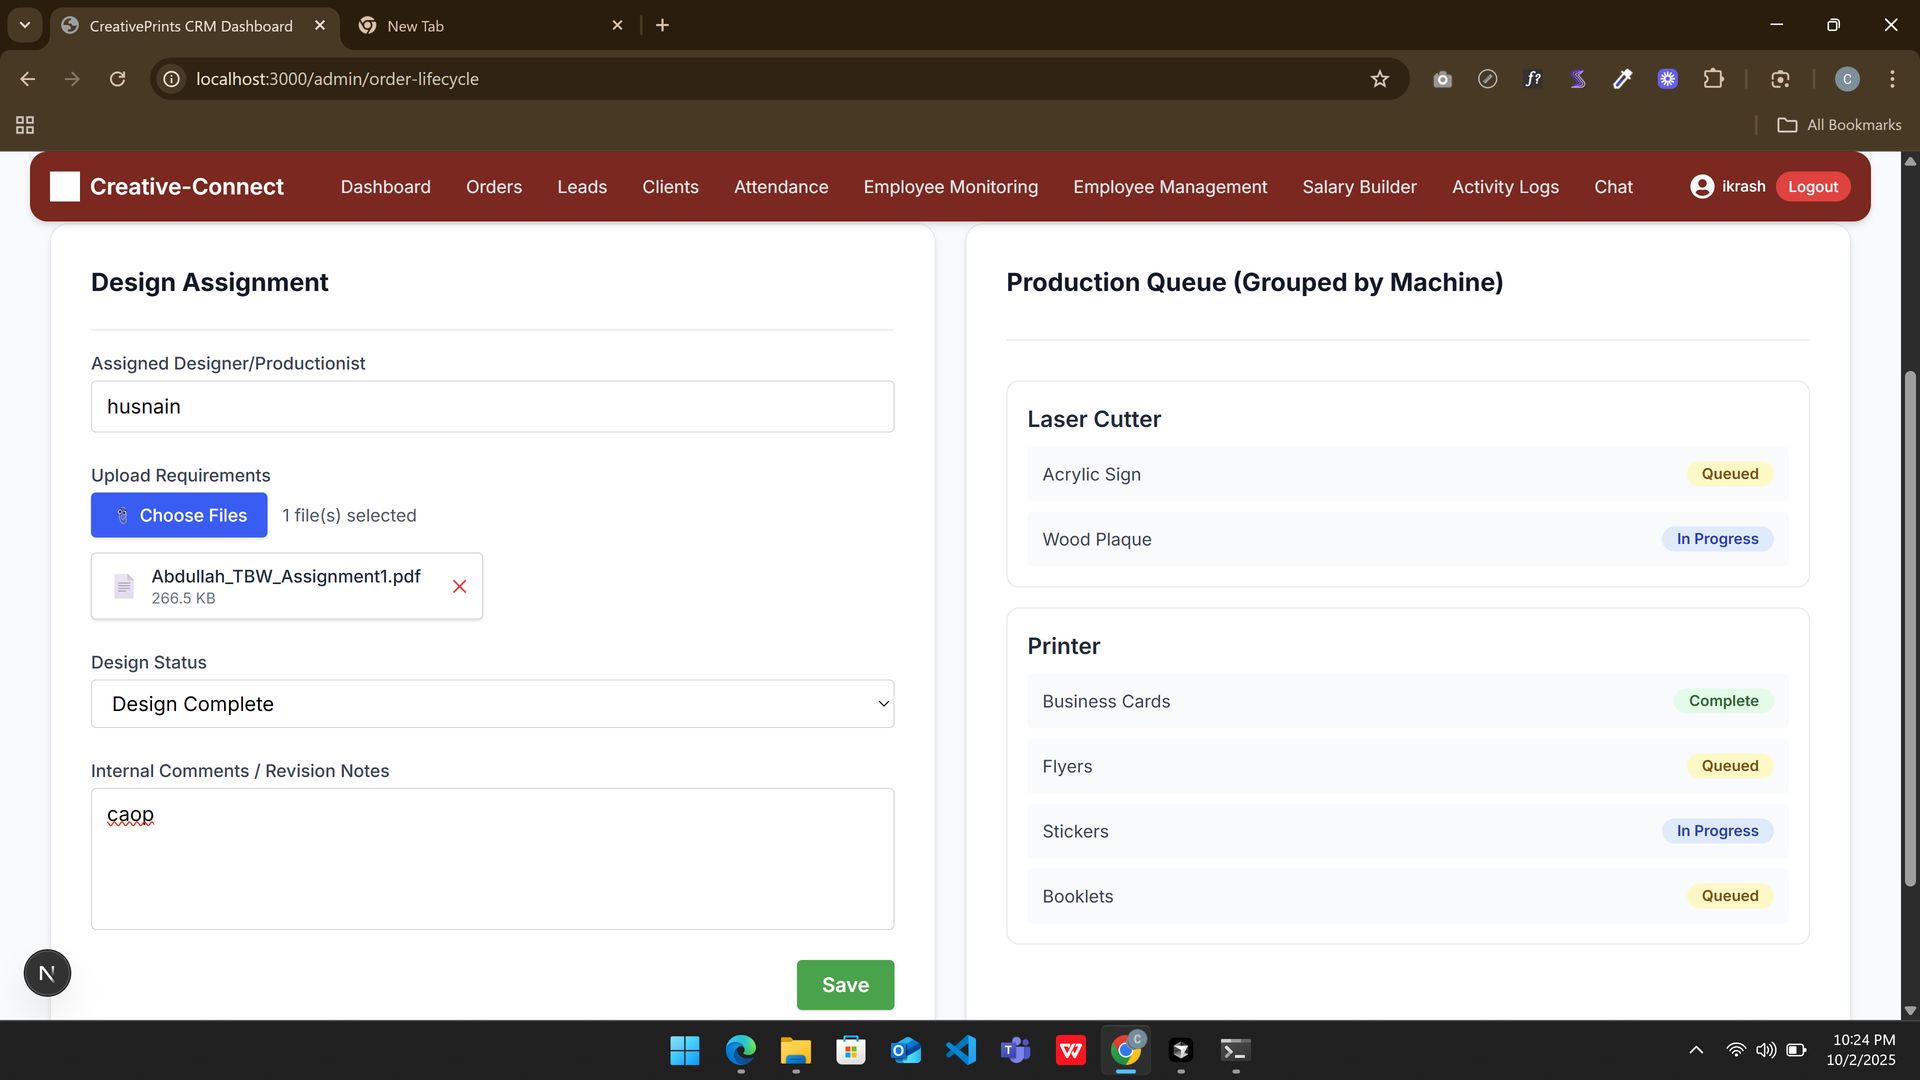 CreativePrints CRM Dashboard
New Tab
localhost:3000/admin/order-lifecycle
f?
C
All Bookmarks
Creative-Connect
Dashboard
Orders
Leads
Clients
Attendance
Employee Monitoring
Employee Management
Salary Builder
Activity Logs
Chat
ikrash
Logout
Design Assignment
Assigned Designer/Productionist
husnain
Upload Requirements
Choose Files
1 file(s) selected
Abdullah_TBW_Assignment1.pdf
266.5 KB
Design Status
Design Complete
Internal Comments / Revision Notes
caop
Save
N
Production Queue (Grouped by Machine)
Laser Cutter
Acrylic Sign
Queued
Wood Plaque
In Progress
Printer
Business Cards
Complete
Flyers
Queued
Stickers
In Progress
Booklets
Queued
C
10:24 PM
10/2/2025